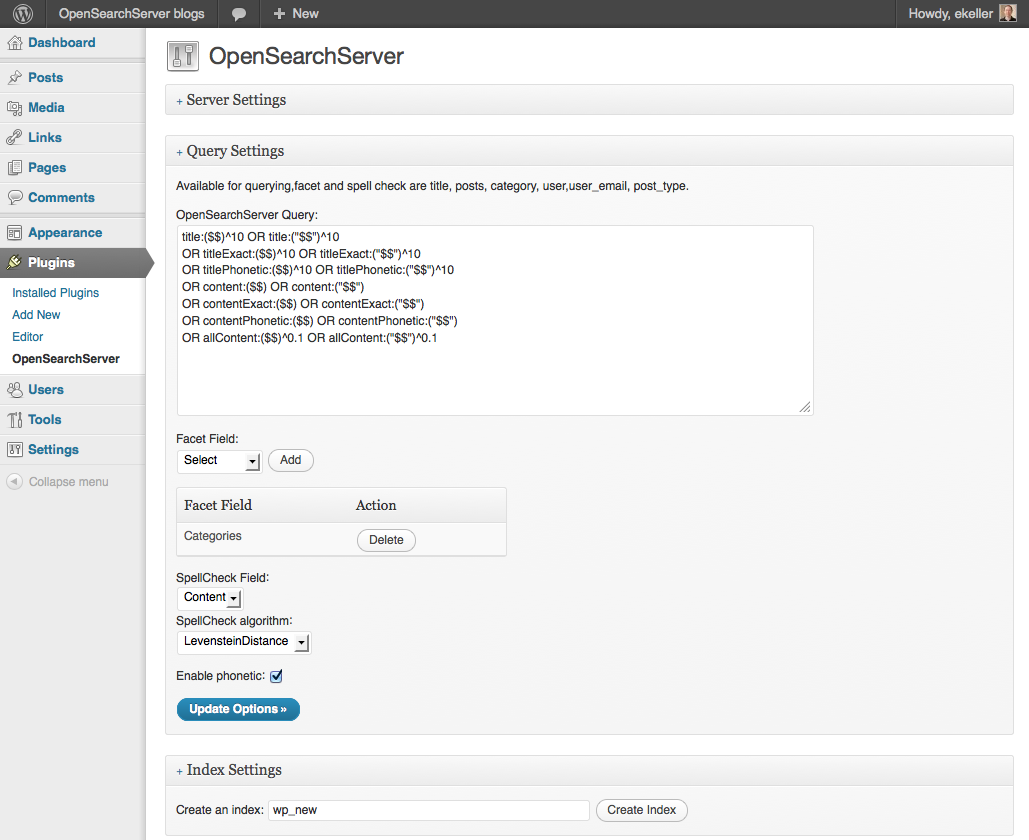 OpenSearchServer blogs
New
Howdy, ekeller
Dashboard
Posts
Media
Links
Pages
Comments
Appearance
Plugins
Installed Plugins
Add New
Editor
OpenSearchServer
Users
Tools
Settings
Collapse menu
OpenSearchServer
+ Server Settings
+ Query Settings
Available for querying,facet and spell check are title, posts, category, user,user_email, post_type.
OpenSearchServer Query:
title:($$)^10 OR title:("$$")^10
OR titleExact:($$)^10 OR titleExact:("$$")^10
OR titlePhonetic:($$)^10 OR titlePhonetic:("$$")^10
OR content:($$) OR content:("$$")
OR contentExact:($$) OR contentExact:("$$")
OR contentPhonetic:($$) OR contentPhonetic:("$$")
OR allContent:($$)^0.1 OR allContent:("$$")^0.1
Facet Field:
Select Add
Facet Field Action
Categories Delete
SpellCheck Field:
Content
SpellCheck algorithm:
LevensteinDistance
Enable phonetic:
Update Options »
+ Index Settings
Create an index: wp_new Create Index